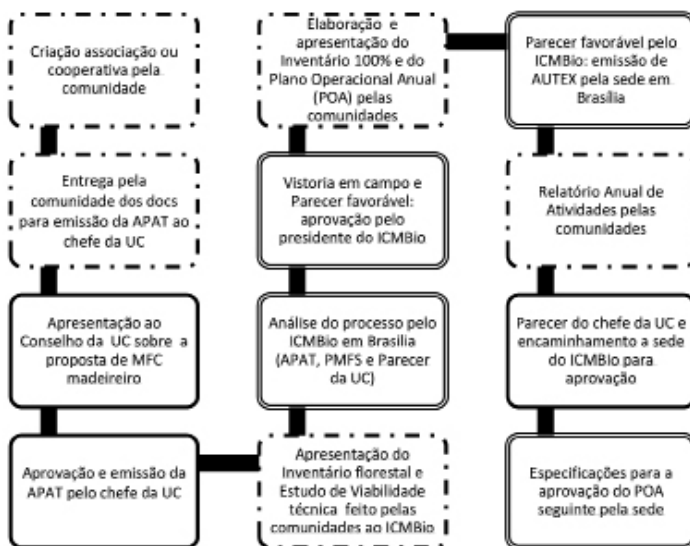 Criação associação ou
cooperativa pela
comunidade
Entrega pela
comunidade dos docs
para emissão da APAT ao
chefe da UC
Apresentação ao
Conselho da UC sobre a
proposta de MFC
madeireiro
Aprovação e emissão da
APAT pelo chefe da UC
Apresentação do
Inventário florestal e
Estudo de Viabilidade
técnica feito pelas
comunidades ao ICMBio
Análise do processo pelo
ICMBio em Brasilia
(APAT, PMFS e Parecer
da UC)
Vistoria em campo e
Parecer favorável:
aprovação pelo
presidente do ICMBio
Elaboração e
apresentação do
Inventário 100% e do
Plano Operacional Anual
(POA) pelas
comunidades
Parecer favorável pelo
ICMBio: emissão de
AUTEX pela sede em
Brasília
Relatório Anual de
Atividades pelas
comunidades
Parecer do chefe da UC e
encaminhamento a sede
do ICMBio para
aprovação
Especificações para a
aprovação do POA
seguinte pela sede